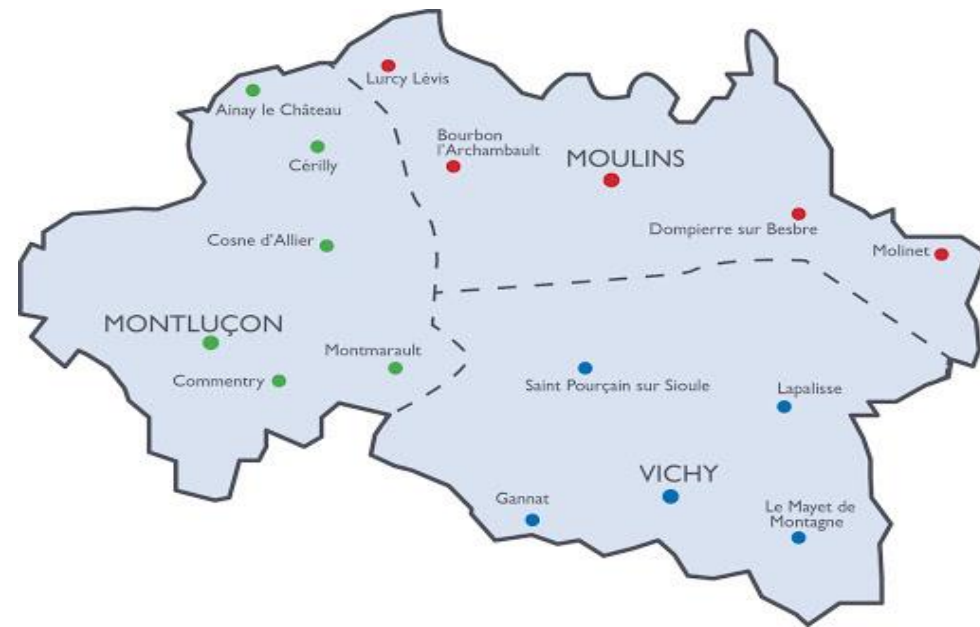 Lurcy Lévis
Ainay le Château
Bourbon
l'Archambault
MOULINS
Cérilly
Dompierre sur Besbre
Cosne d'Allier
Molinet
MONTLUÇON
Montmarault
Commentry
Saint Pourçain sur Sioule
Lapalisse
VICHY
Gannat
Le Mayet de
Montagne